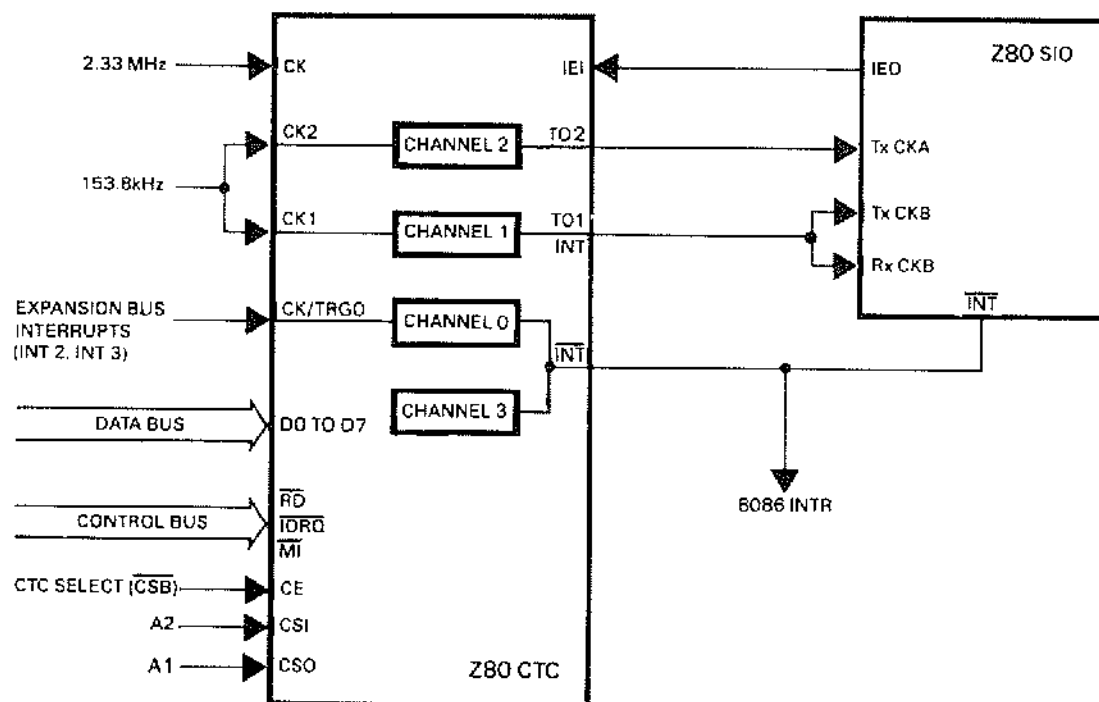 2.33 MHz
CK
IEI
IEO
Z80 SIO
CK2
CHANNEL 2
TO2
Tx CKA
153.8kHz
CK1
CHANNEL 1
TO1
INT
Tx CKB
Rx CKB
EXPANSION BUS
INTERRUPTS
(INT 2, INT 3)
CK/TRG0
CHANNEL 0
INT
INT
CHANNEL 3
DATA BUS
D0 TO D7
8086 INTR
CONTROL BUS
RD
IORQ
MI
CTC SELECT (CSB)
CE
A2
CSI
A1
CSO
Z80 CTC